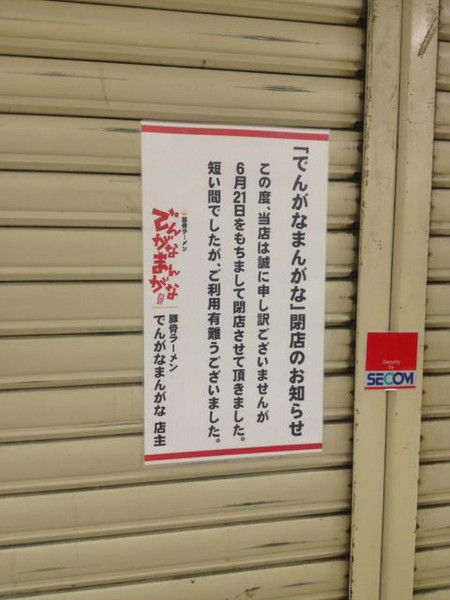 「でんがなまんがな」閉店のお知らせ
この度、当店は誠に申し訳ございませんが
6月21日をもちまして閉店させて頂きました。
短い間でしたが、ご利用有難うございました。
豚骨ラーメン
でんがなまんがな 店主
豚骨ラーメン
でんがな
まんがな
Security
by
SECOM